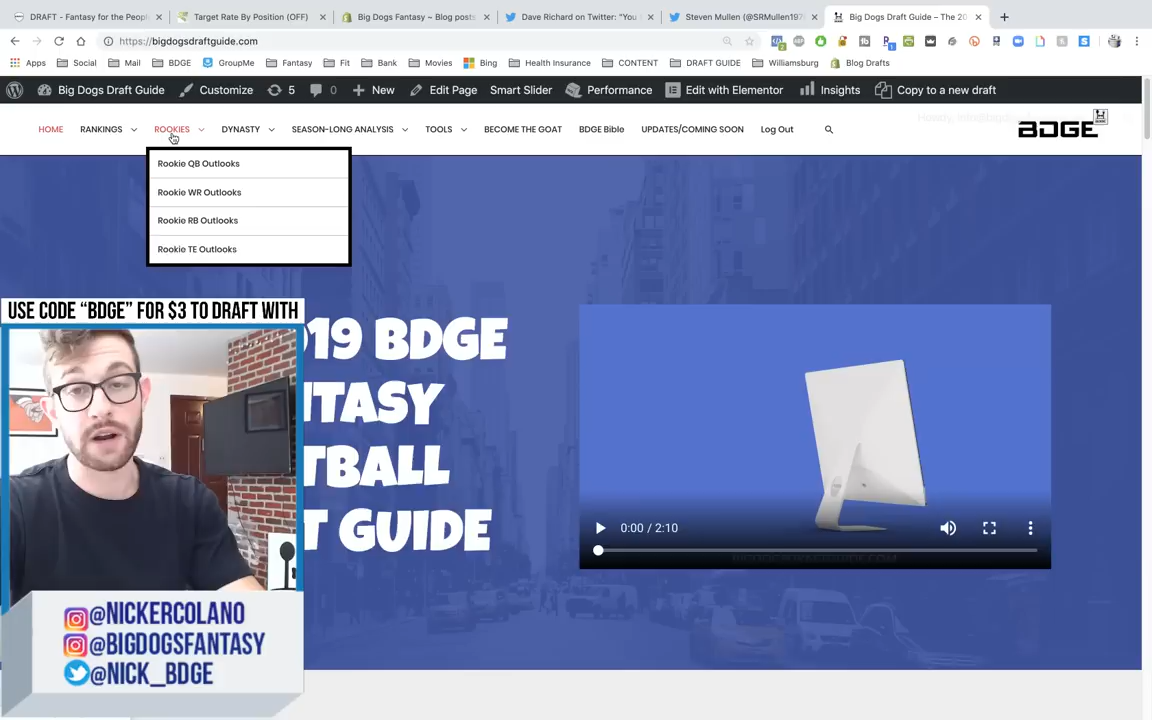 DRAFT - Fantasy for the Peopl
Target Rate By Position (OFF)
Big Dogs Fantasy ~ Blog posts
Dave Richard on Twitter: "You
Steven Mullen (@SRMullen197
Big Dogs Draft Guide – The 20
https://bigdogsdraftguide.com
Apps
Social
Mail
BDGE
GroupMe
Fantasy
Fit
Bank
Movies
Bing
Health Insurance
CONTENT
DRAFT GUIDE
Williamsburg
Blog Drafts
Big Dogs Draft Guide
Customize
5
0
New
Edit Page
Smart Slider
Performance
Edit with Elementor
Insights
Copy to a new draft
HOME
RANKINGS
ROOKIES
DYNASTY
SEASON-LONG ANALYSIS
TOOLS
BECOME THE GOAT
BDGE Bible
UPDATES/COMING SOON
Log Out
BDGE
Rookie QB Outlooks
Rookie WR Outlooks
Rookie RB Outlooks
Rookie TE Outlooks
USE CODE “BDGE” FOR $3 TO DRAFT WITH
19 BDGE
NTASY
TBALL
T GUIDE
0:00 / 2:10
@NICKERCOLANO
@BIGDOGSFANTASY
@NICK_BDGE